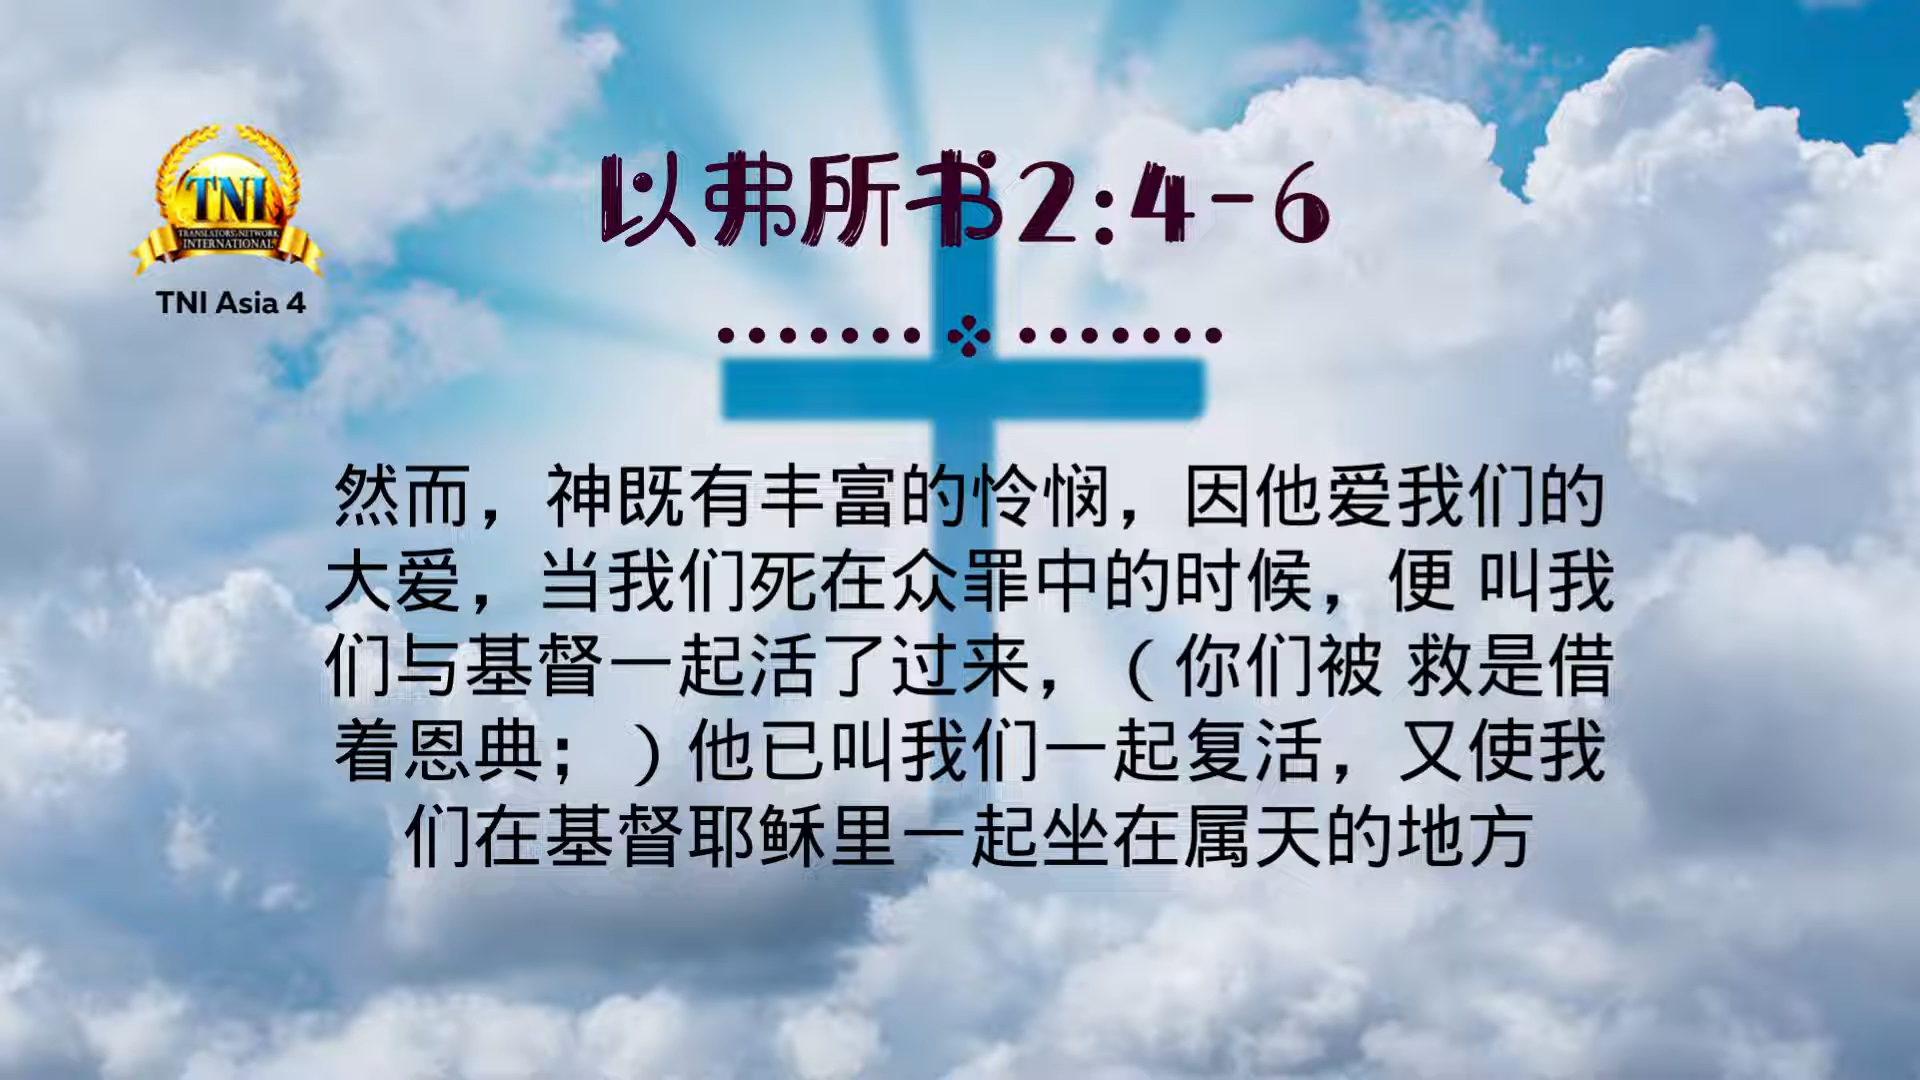 TNI
TRANSLATORS' NETWORK
INTERNATIONAL
TNI Asia 4
以弗所书2:4-6
然而，神既有丰富的怜悯，因他爱我们的
大爱，当我们死在众罪中的时候，便 叫我
们与基督一起活了过来，（你们被 救是借
着恩典；）他已叫我们一起复活，又使我
们在基督耶稣里一起坐在属天的地方